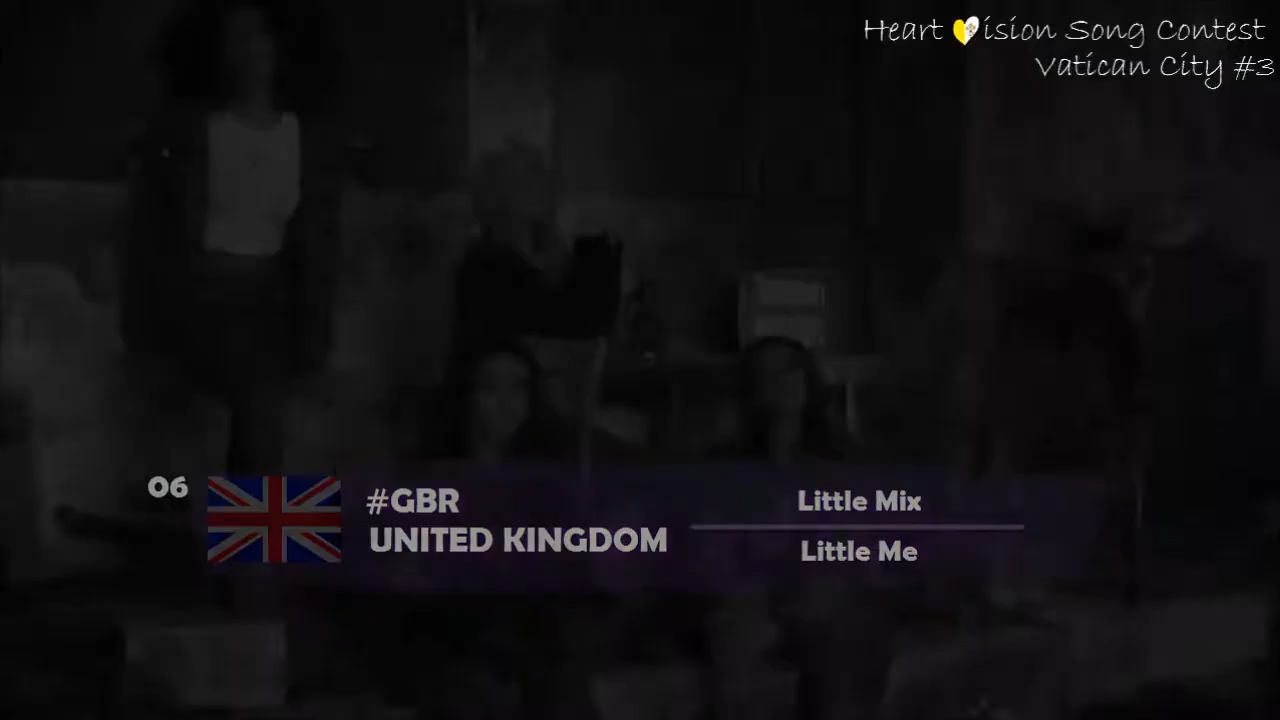 Heart Vision Song Contest
Vatican City #3
06
#GBR
UNITED KINGDOM
Little Mix
Little Me